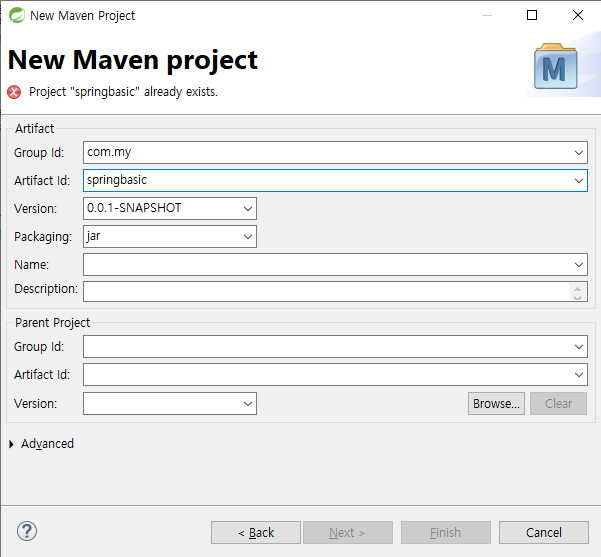 New Maven Project
New Maven project
Project "springbasic" already exists.
Artifact
Group Id: com.my
Artifact Id: springbasic
Version: 0.0.1-SNAPSHOT
Packaging: jar
Name:
Description:
Parent Project
Group Id:
Artifact Id:
Version: Browse... Clear
Advanced
? < Back Next > Finish Cancel